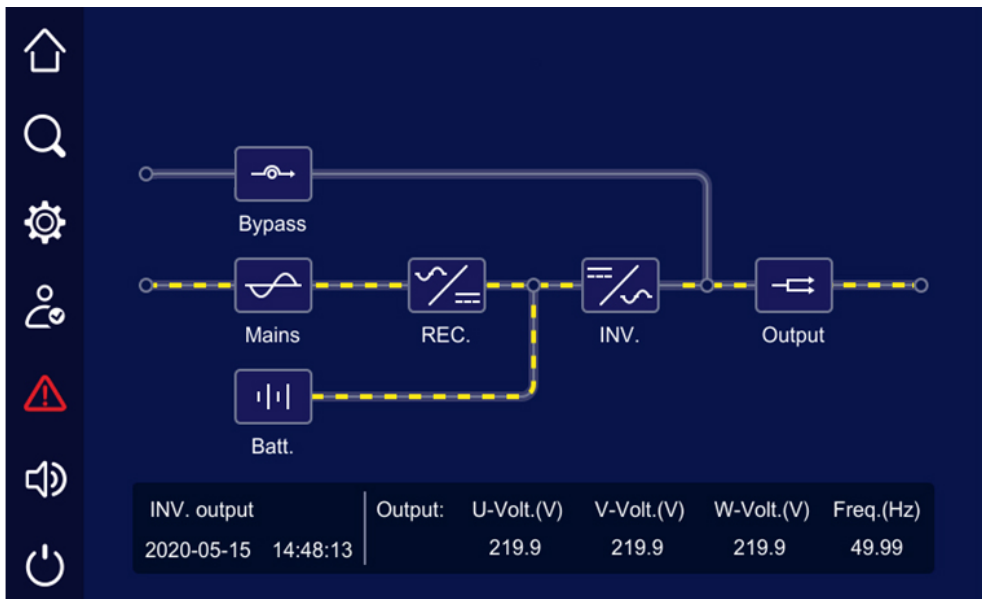 Bypass
Mains
REC.
INV.
Output
Batt.
INV. output
2020-05-15 14:48:13
Output: U-Volt.(V) V-Volt.(V) W-Volt.(V) Freq.(Hz)
219.9 219.9 219.9 49.99